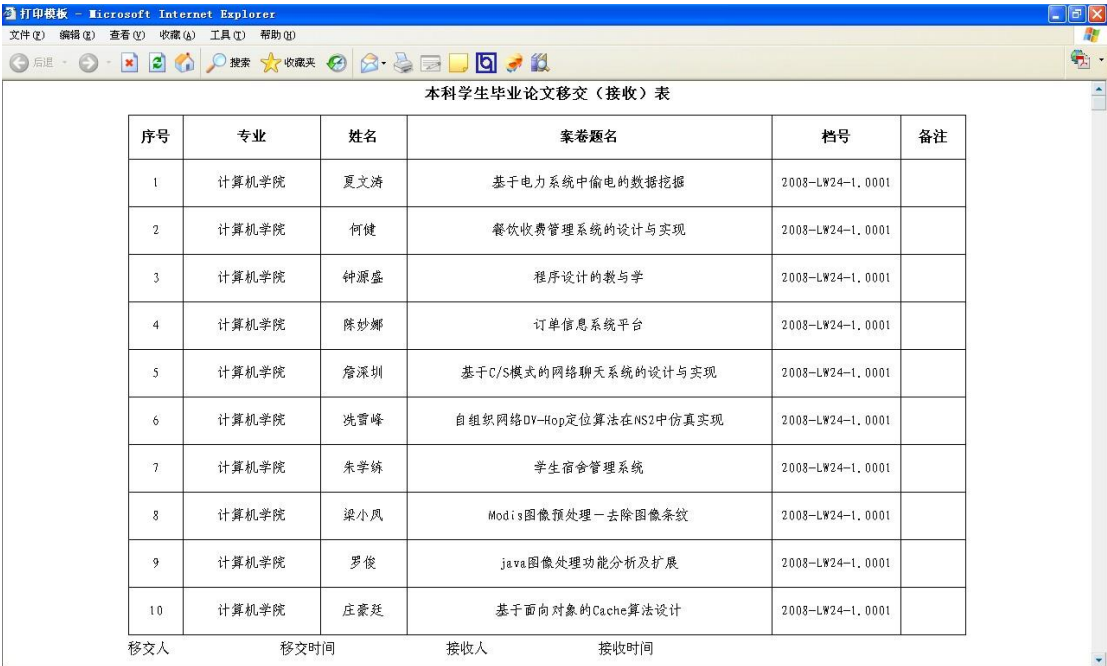 打印模板 - Microsoft Internet Explorer
文件(F) 编辑(E) 查看(V) 收藏(A) 工具(T) 帮助(H)
后退 搜索 收藏夹
本科学生毕业论文移交（接收）表
序号 专业 姓名 案卷题名 档号 备注
1 计算机学院 夏文涛 基于电力系统中偷电的数据挖掘 2008-LW24-1.0001
2 计算机学院 何健 餐饮收费管理系统的设计与实现 2008-LW24-1.0001
3 计算机学院 钟源盛 程序设计的教与学 2008-LW24-1.0001
4 计算机学院 陈妙娜 订单信息系统平台 2008-LW24-1.0001
5 计算机学院 詹深圳 基于C/S模式的网络聊天系统的设计与实现 2008-LW24-1.0001
6 计算机学院 冼雪峰 自组织网络DV-Hop定位算法在NS2中仿真实现 2008-LW24-1.0001
7 计算机学院 朱学练 学生宿舍管理系统 2008-LW24-1.0001
8 计算机学院 梁小凤 Modis图像预处理－去除图像条纹 2008-LW24-1.0001
9 计算机学院 罗俊 java图像处理功能分析及扩展 2008-LW24-1.0001
10 计算机学院 庄豪廷 基于面向对象的Cache算法设计 2008-LW24-1.0001
移交人 移交时间 接收人 接收时间